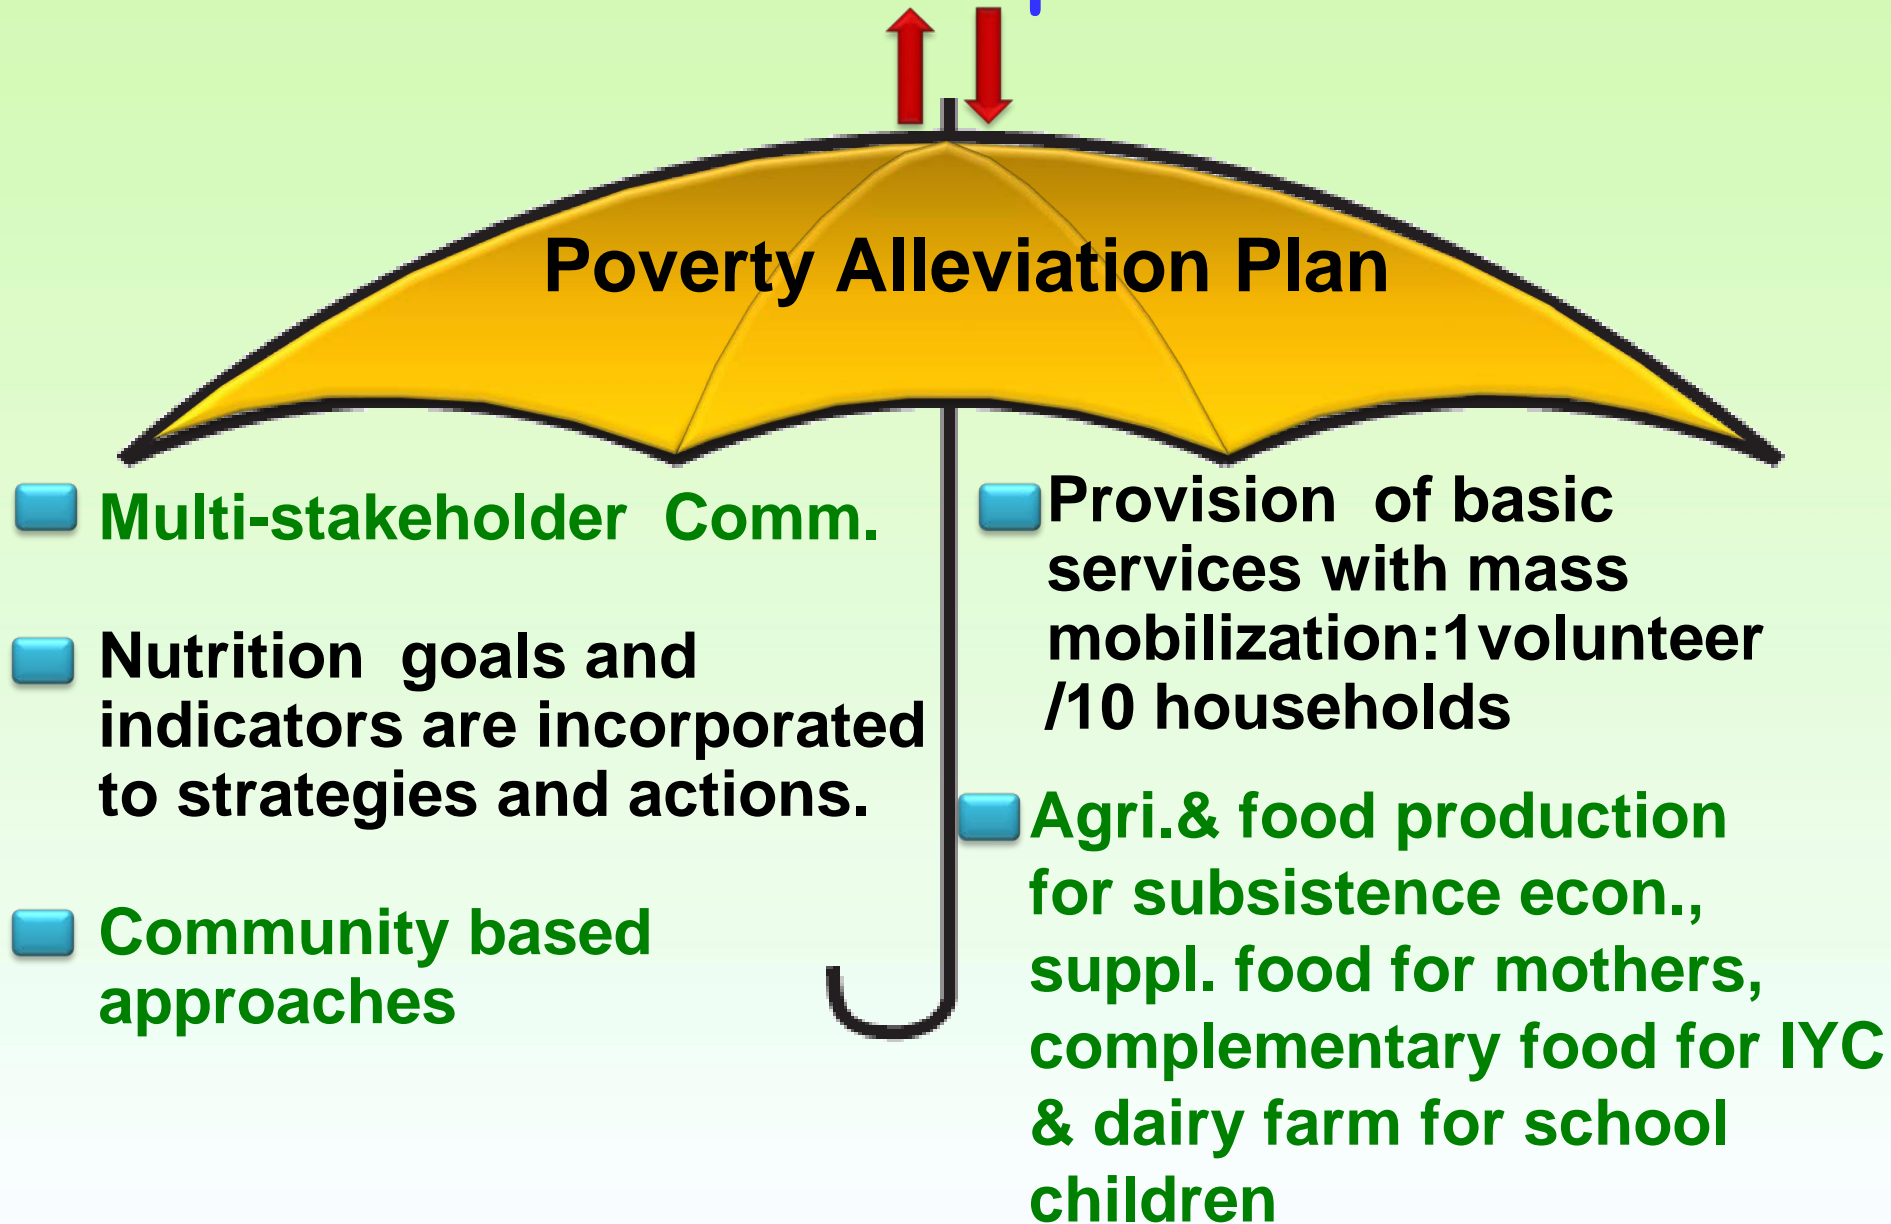 Poverty Alleviation Plan
Multi-stakeholder Comm.
Nutrition goals and
indicators are incorporated
to strategies and actions.
Community based
approaches
Provision of basic
services with mass
mobilization:1volunteer
/10 households
Agri.& food production
for subsistence econ.,
suppl. food for mothers,
complementary food for IYC
& dairy farm for school
children